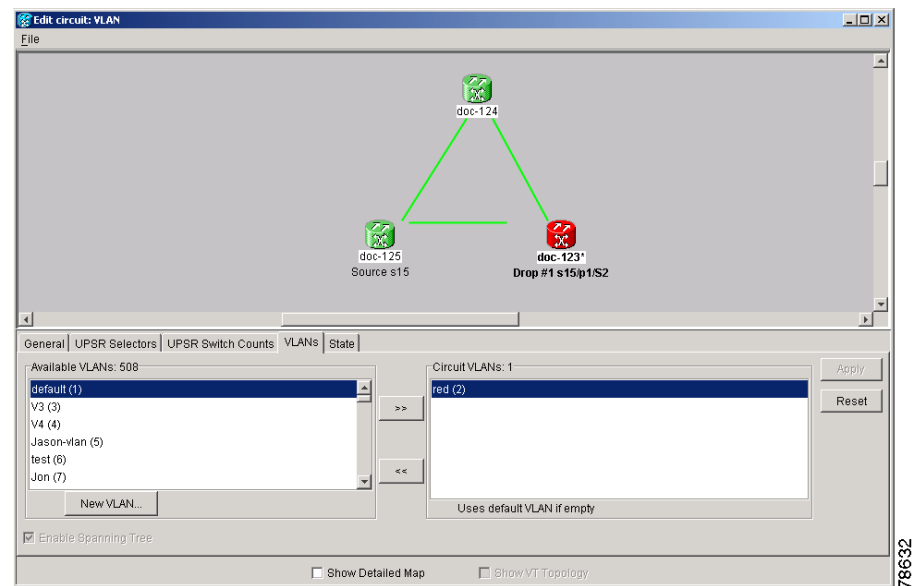 Edit circuit: VLAN
File
doc-124
doc-125
Source s15
doc-123*
Drop #1 s15/p1/S2
General UPSR Selectors UPSR Switch Counts VLANs State
Available VLANs: 508
default (1)
V3 (3)
V4 (4)
Jason-vlan (5)
test (6)
Jon (7)
New VLAN...
>>
<<
Circuit VLANs: 1
red (2)
Uses default VLAN if empty
Apply
Reset
Enable Spanning Tree
Show Detailed Map Show VT Topology
78632